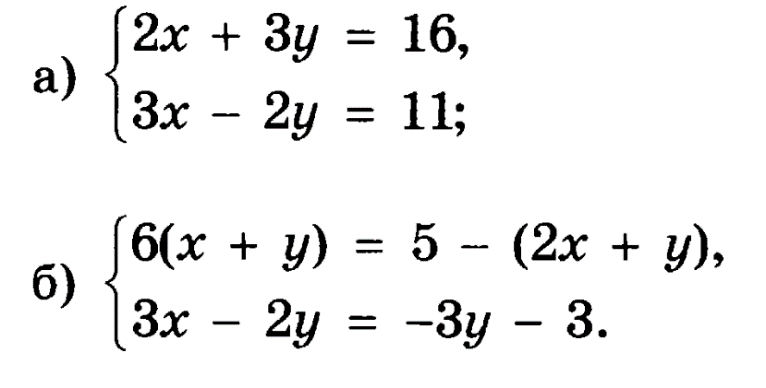 а) { 2x + 3y = 16,
3x − 2y = 11;
б) { 6(x + y) = 5 − (2x + y),
3x − 2y = −3y − 3.